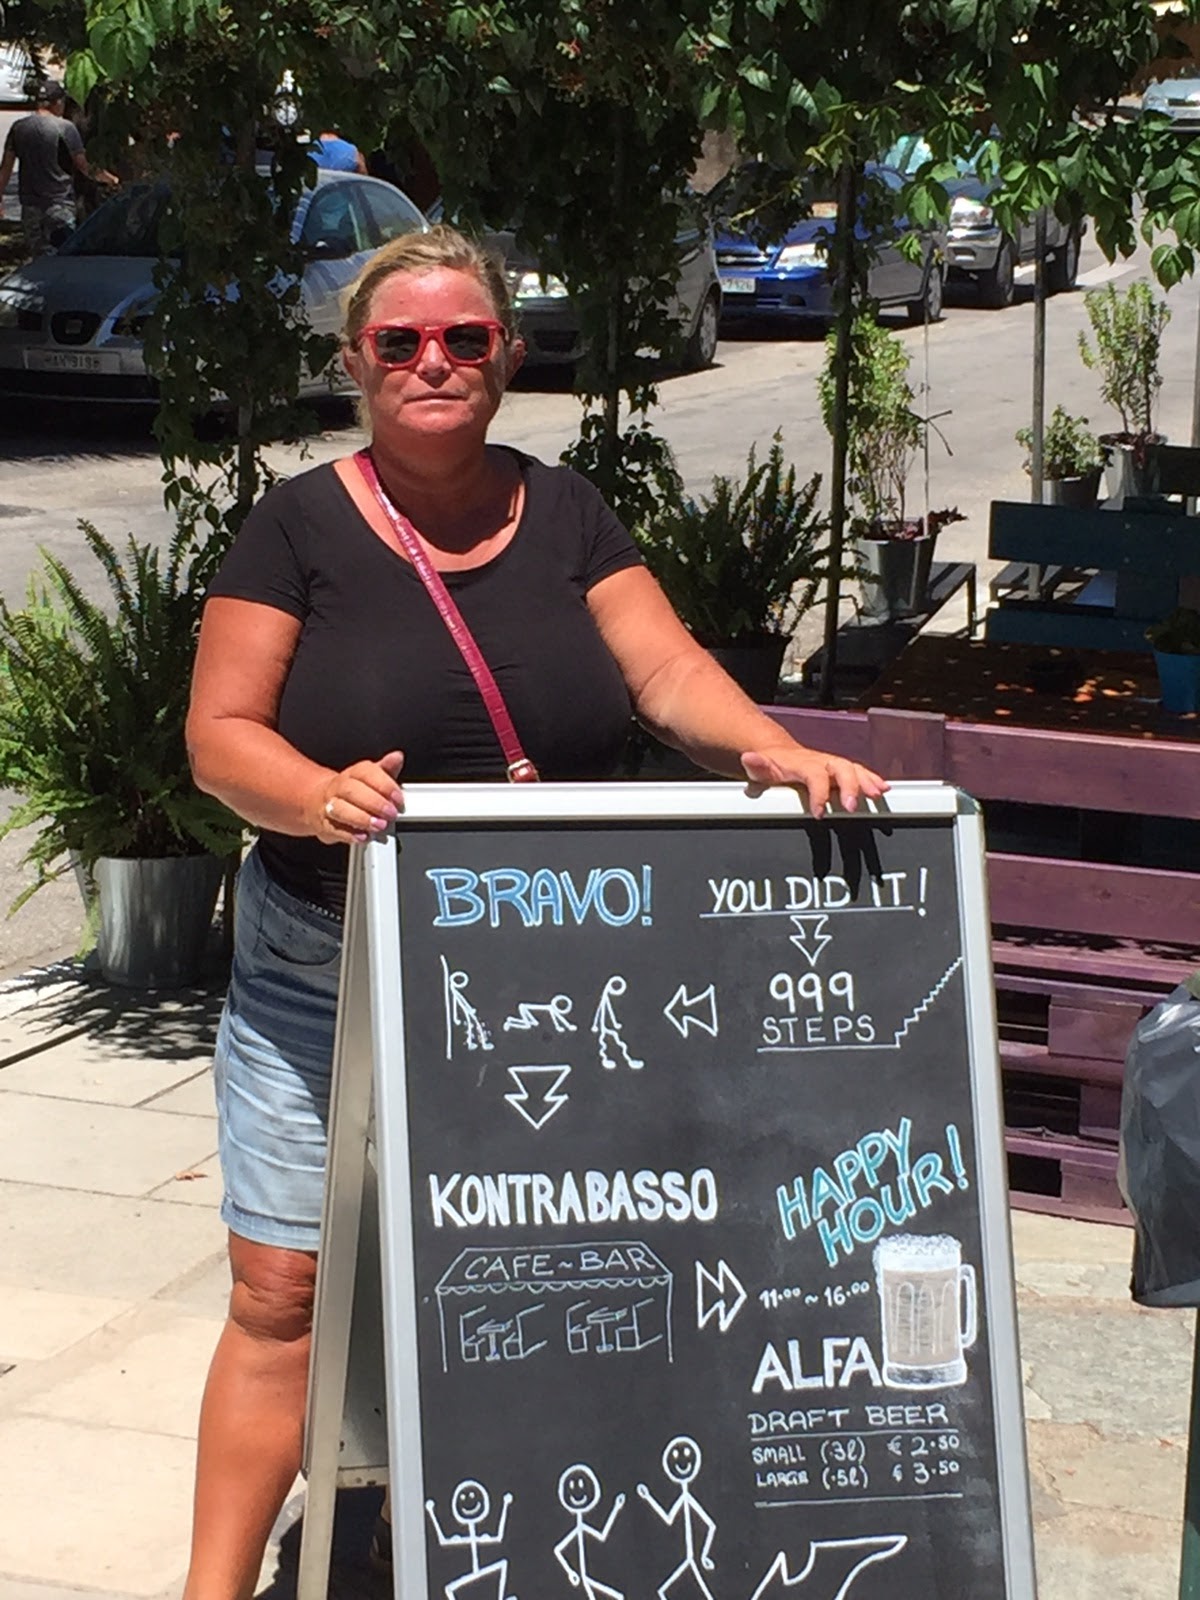 BRAVO!
YOU DID IT!
999
STEPS
KONTRABASSO
CAFE~BAR
HAPPY
HOUR!
11.00 ~ 16.00
ALFA
DRAFT BEER
SMALL (.3l) € 2.50
LARGE (.5l) € 3.50